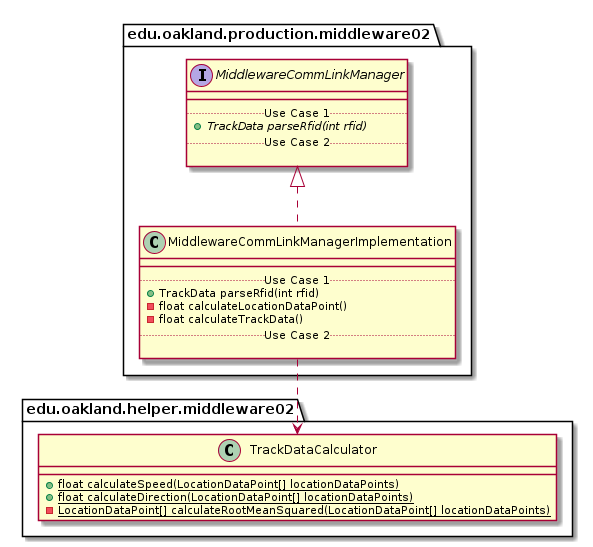 edu.oakland.production.middleware02
I MiddlewareCommLinkManager
Use Case 1
TrackData parseRfid(int rfid)
Use Case 2
C MiddlewareCommLinkManagerImplementation
Use Case 1
TrackData parseRfid(int rfid)
float calculateLocationDataPoint()
float calculateTrackData()
Use Case 2
edu.oakland.helper.middleware02
C TrackDataCalculator
float calculateSpeed(LocationDataPoint[] locationDataPoints)
float calculateDirection(LocationDataPoint[] locationDataPoints)
LocationDataPoint[] calculateRootMeanSquared(LocationDataPoint[] locationDataPoints)